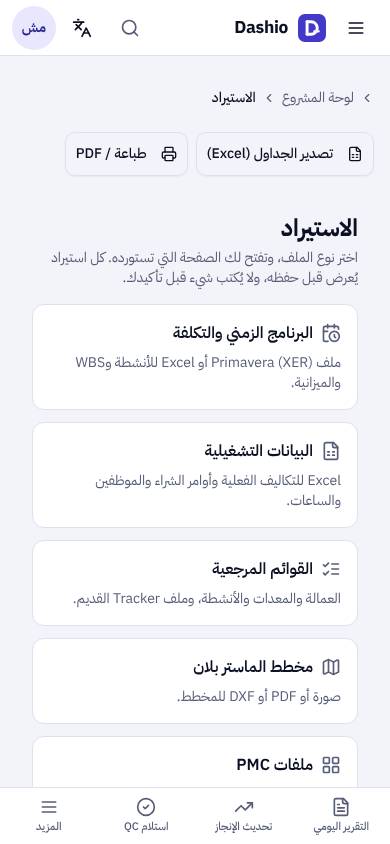 Dashio
مش
لوحة المشروع
الاستيراد
تصدير الجداول (Excel)
طباعة / PDF
الاستيراد
اختر نوع الملف، وتفتح لك الصفحة التي تستورده. كل استيراد
يُعرض قبل حفظه، ولا يُكتب شيء قبل تأكيدك.
البرنامج الزمني والتكلفة
ملف Primavera (XER) أو Excel للأنشطة وWBS
والميزانية.
البيانات التشغيلية
Excel للتكاليف الفعلية وأوامر الشراء والموظفين
والساعات.
القوائم المرجعية
العمالة والمعدات والأنشطة، وملف Tracker القديم.
مخطط الماستر بلان
صورة أو PDF أو DXF للمخطط.
ملفات PMC
التقرير اليومي
تحديث الإنجاز
استلام QC
المزيد